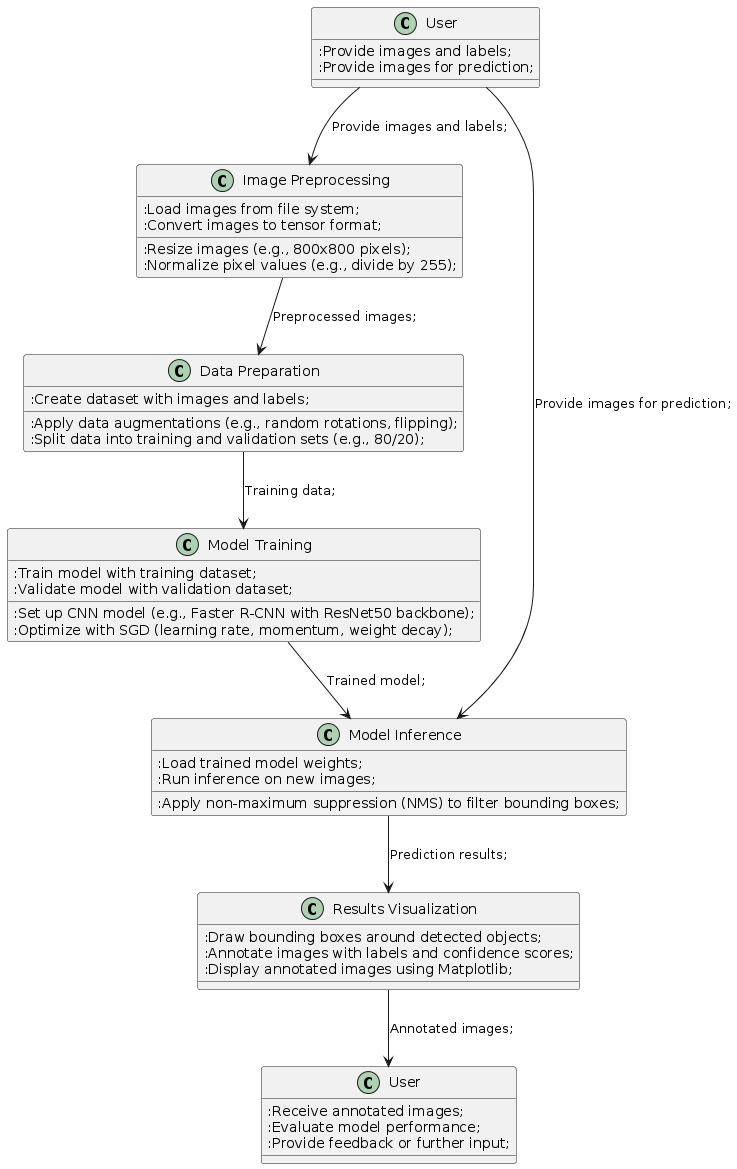 C User
:Provide images and labels;
:Provide images for prediction;
Provide images and labels;
C Image Preprocessing
:Load images from file system;
:Convert images to tensor format;
:Resize images (e.g., 800x800 pixels);
:Normalize pixel values (e.g., divide by 255);
Preprocessed images;
C Data Preparation
:Create dataset with images and labels;
:Apply data augmentations (e.g., random rotations, flipping);
:Split data into training and validation sets (e.g., 80/20);
Provide images for prediction;
Training data;
C Model Training
:Train model with training dataset;
:Validate model with validation dataset;
:Set up CNN model (e.g., Faster R-CNN with ResNet50 backbone);
:Optimize with SGD (learning rate, momentum, weight decay);
Trained model;
C Model Inference
:Load trained model weights;
:Run inference on new images;
:Apply non-maximum suppression (NMS) to filter bounding boxes;
Prediction results;
C Results Visualization
:Draw bounding boxes around detected objects;
:Annotate images with labels and confidence scores;
:Display annotated images using Matplotlib;
Annotated images;
C User
:Receive annotated images;
:Evaluate model performance;
:Provide feedback or further input;